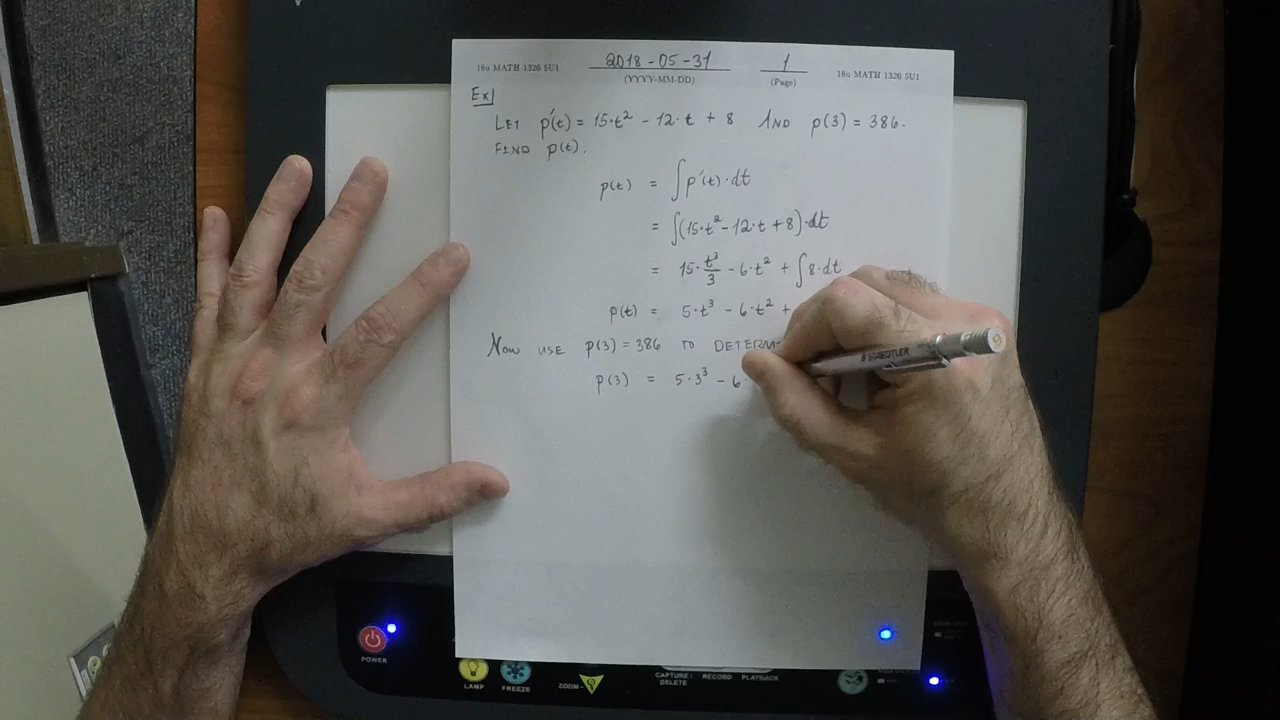 18u MATH 1326 5U1 2018-05-31 1 18u MATH 1326 5U1
(YYYY-MM-DD) (Page)
Ex1
LET p'(t) = 15·t² - 12·t + 8 AND p(3) = 386.
FIND p(t).
p(t) = ∫p'(t)·dt
= ∫(15·t² - 12·t + 8)·dt
= 15·t³/3 - 6·t² + ∫8·dt
p(t) = 5·t³ - 6·t² +
NOW USE p(3) = 386 TO DETERM
p(3) = 5·3³ - 6·
STAEDTLER
POWER
LAMP FREEZE ZOOM CAPTURE / DELETE RECORD PLAYBACK